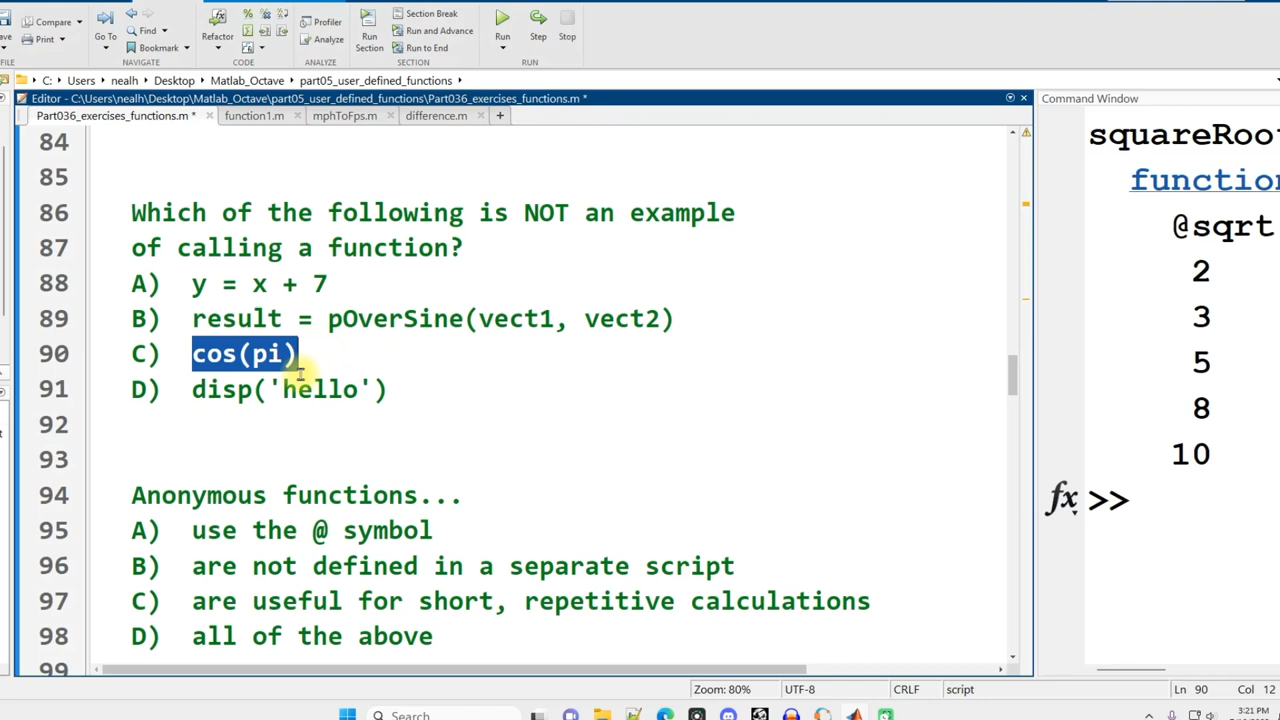 Compare
Print
FILE
Go To
Find
Bookmark
NAVIGATE
Refactor
CODE
Profiler
Analyze
ANALYZE
Run
Section
Section Break
Run and Advance
Run to End
SECTION
Run
Step
Stop
RUN
C: Users nealh Desktop Matlab_Octave part05_user_defined_functions
Editor - C:\Users\nealh\Desktop\Matlab_Octave\part05_user_defined_functions\Part036_exercises_functions.m *
Part036_exercises_functions.m * function1.m mphToFps.m difference.m
84
85
86 Which of the following is NOT an example
87 of calling a function?
88 A) y = x + 7
89 B) result = pOverSine(vect1, vect2)
90 C) cos(pi)
91 D) disp('hello')
92
93
94 Anonymous functions...
95 A) use the @ symbol
96 B) are not defined in a separate script
97 C) are useful for short, repetitive calculations
98 D) all of the above
99
Command Window
squareRoo
function
@sqrt
2
3
5
8
10
fx >>
Zoom: 80% UTF-8 CRLF script Ln 90 Col 12
Search
3:21 PM